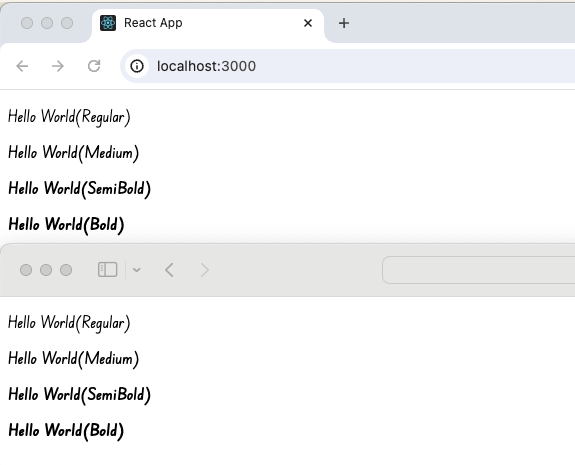 React App
localhost:3000
Hello World(Regular)
Hello World(Medium)
Hello World(SemiBold)
Hello World(Bold)
Hello World(Regular)
Hello World(Medium)
Hello World(SemiBold)
Hello World(Bold)